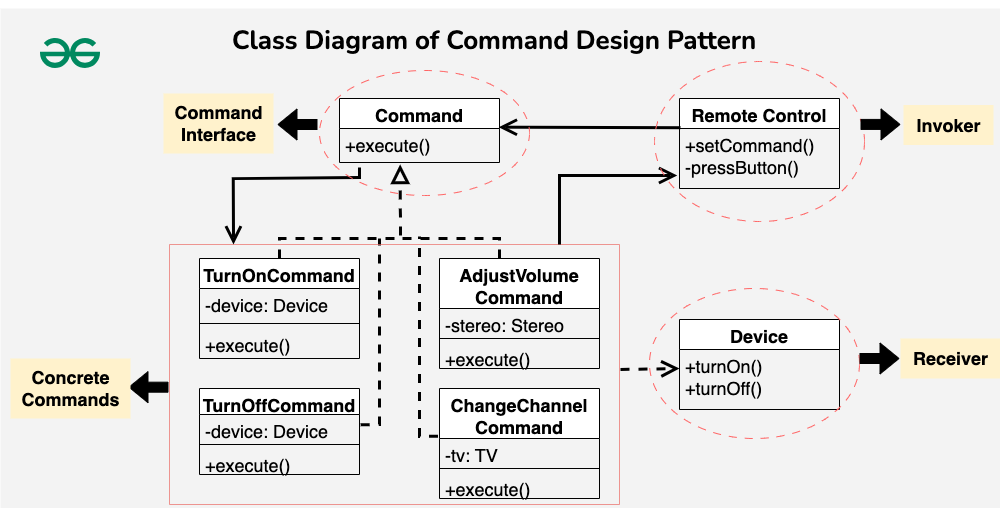 Class Diagram of Command Design Pattern
Command
Interface
Command
+execute()
Remote Control
+setCommand()
-pressButton()
Invoker
TurnOnCommand
-device: Device
+execute()
AdjustVolume
Command
-stereo: Stereo
+execute()
Device
+turnOn()
+turnOff()
Receiver
Concrete
Commands
TurnOffCommand
-device: Device
+execute()
ChangeChannel
Command
-tv: TV
+execute()